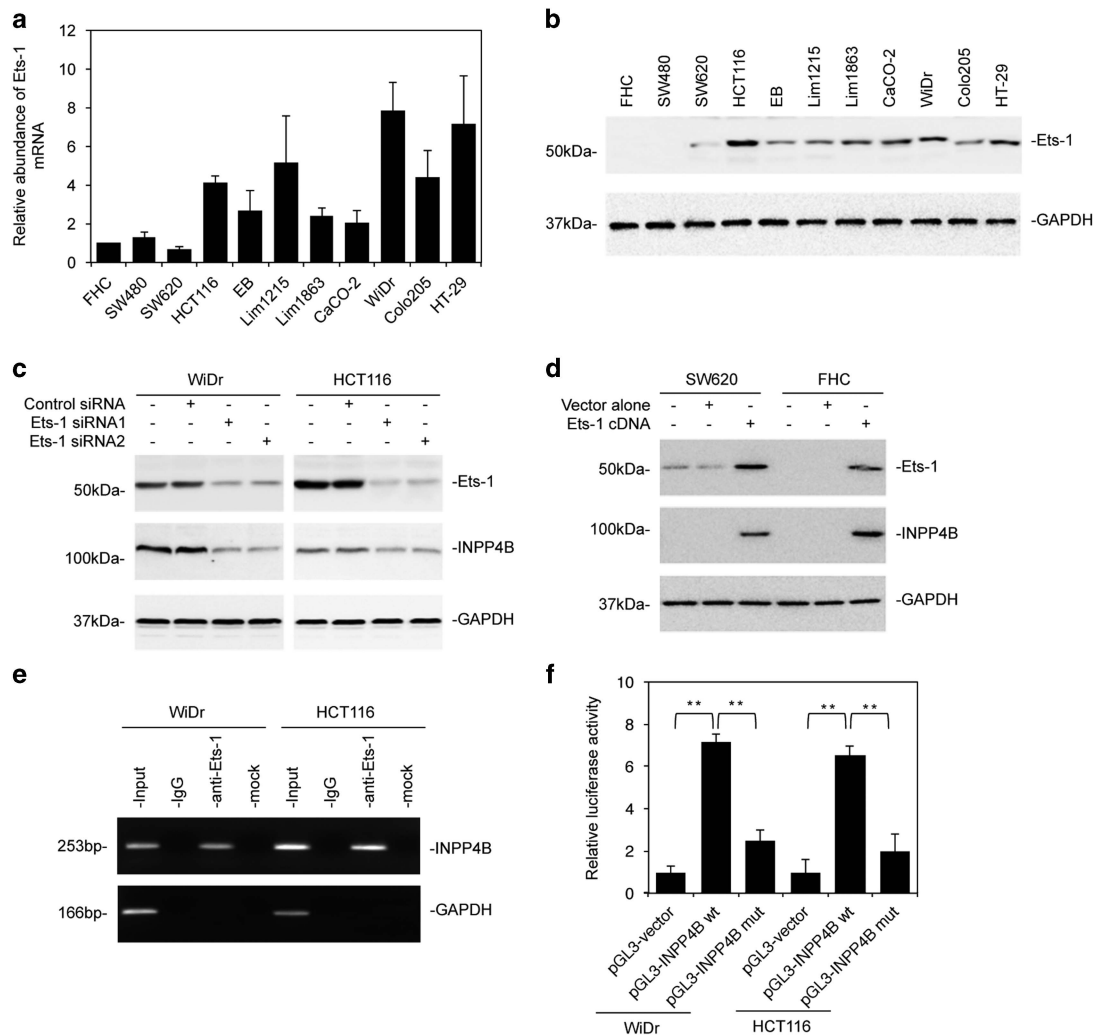 a
Relative abundance of Ets-1
mRNA
12
10
8
6
4
2
0
FHC
SW480
SW620
HCT116
EB
Lim1215
Lim1863
CaCO-2
WiDr
Colo205
HT-29
b
FHC
SW480
SW620
HCT116
EB
Lim1215
Lim1863
CaCO-2
WiDr
Colo205
HT-29
50kDa- -Ets-1
37kDa- -GAPDH
c
WiDr HCT116
Control siRNA - + - - - + - -
Ets-1 siRNA1 - - + - - - + -
Ets-1 siRNA2 - - - + - - - +
50kDa- -Ets-1
100kDa- -INPP4B
37kDa- -GAPDH
d
SW620 FHC
Vector alone - + - - + -
Ets-1 cDNA - - + - - +
50kDa- -Ets-1
100kDa- -INPP4B
37kDa- -GAPDH
e
WiDr HCT116
-Input
-IgG
-anti-Ets-1
-mock
-Input
-IgG
-anti-Ets-1
-mock
253bp- -INPP4B
166bp- -GAPDH
f
Relative luciferase activity
10
8
6
4
2
0
** ** ** **
pGL3-vector
pGL3-INPP4B wt
pGL3-INPP4B mut
pGL3-vector
pGL3-INPP4B wt
pGL3-INPP4B mut
WiDr HCT116